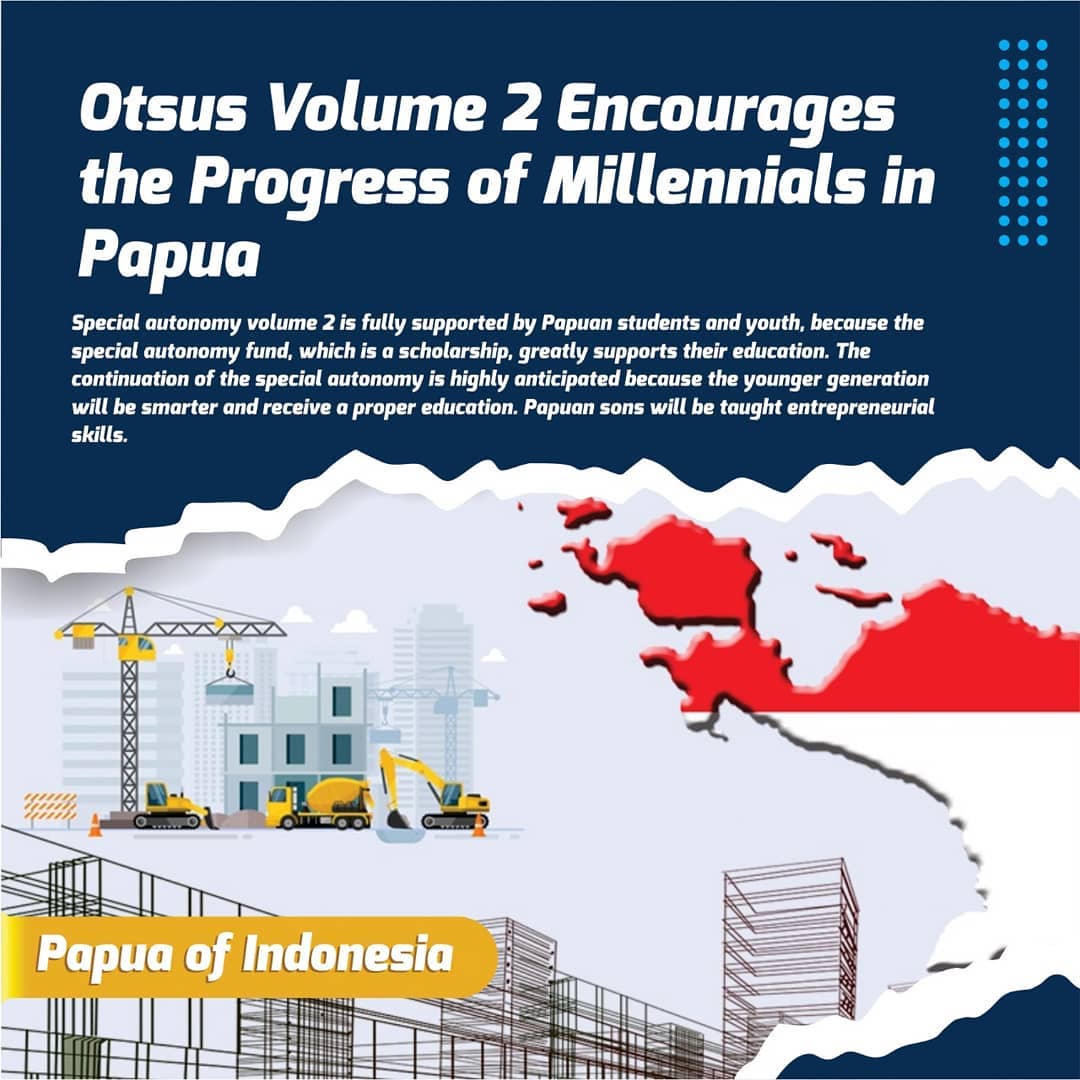 Otsus Volume 2 Encourages
the Progress of Millennials in
Papua
Special autonomy volume 2 is fully supported by Papuan students and youth, because the
special autonomy fund, which is a scholarship, greatly supports their education. The
continuation of the special autonomy is highly anticipated because the younger generation
will be smarter and receive a proper education. Papuan sons will be taught entrepreneurial
skills.
Papua of Indonesia